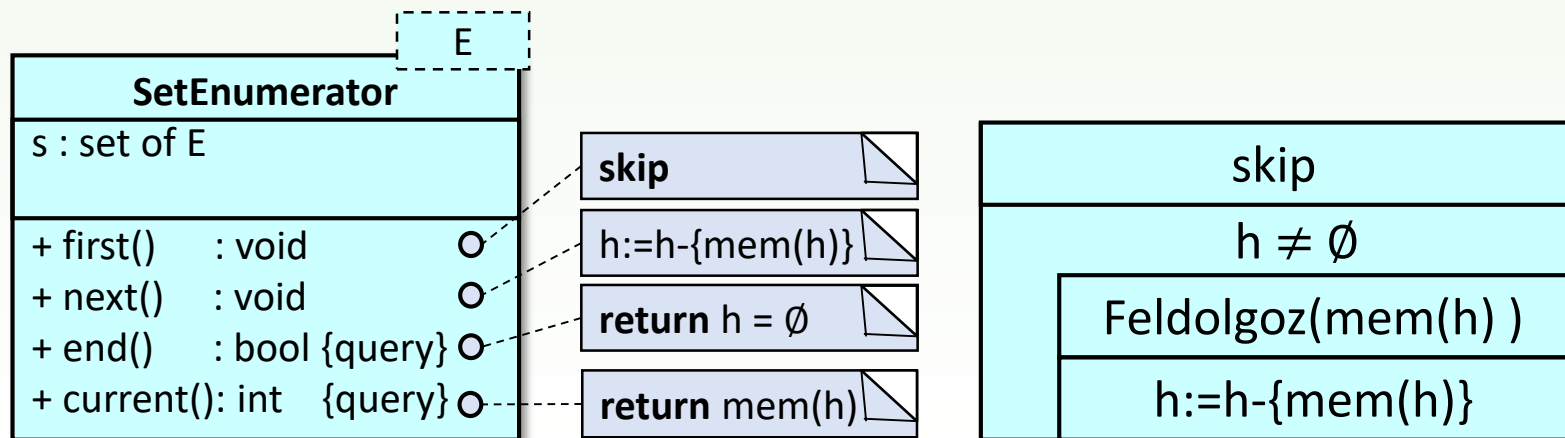 E
SetEnumerator
s : set of E
+ first() : void
+ next() : void
+ end() : bool {query}
+ current(): int {query}
skip
h:=h-{mem(h)}
return h = ∅
return mem(h)
skip
h ≠ ∅
Feldolgoz(mem(h) )
h:=h-{mem(h)}